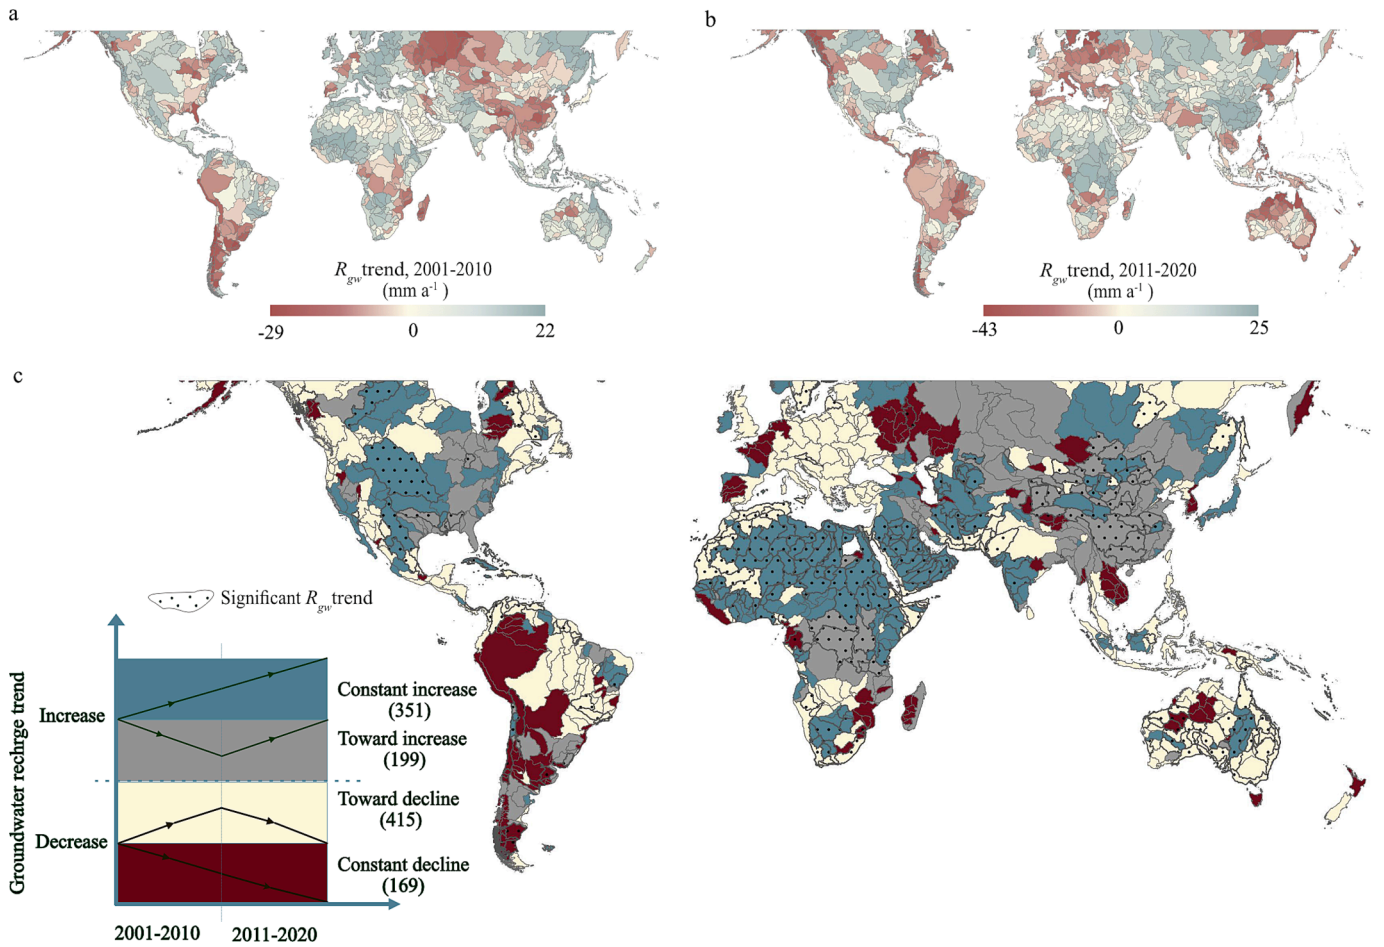 a
b
R_gw trend, 2001-2010
(mm a⁻¹ )
-29 0 22
R_gw trend, 2011-2020
(mm a⁻¹ )
-43 0 25
c
Significant R_gw trend
Groundwater rechrge trend
Increase
Decrease
Constant increase
(351)
Toward increase
(199)
Toward decline
(415)
Constant decline
(169)
2001-2010 2011-2020